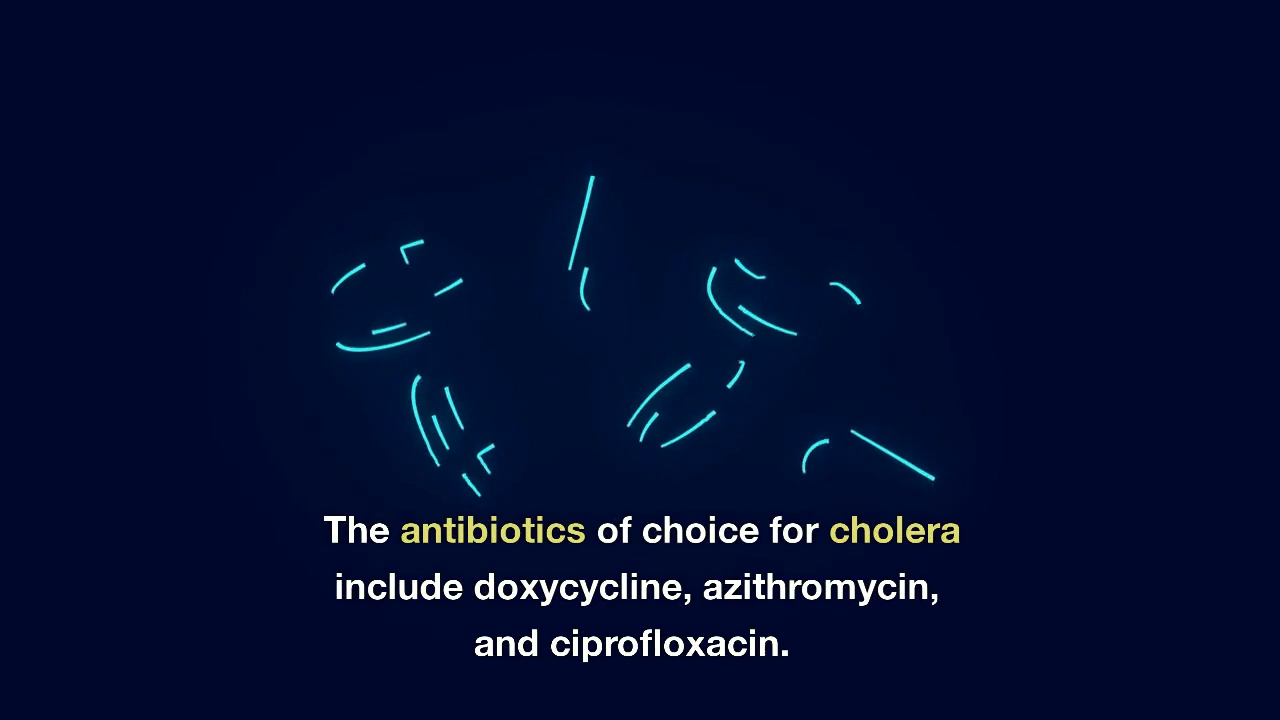 The antibiotics of choice for cholera
include doxycycline, azithromycin,
and ciprofloxacin.